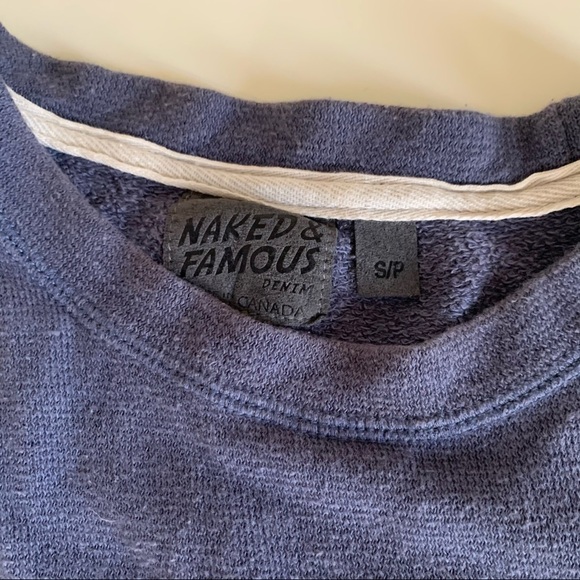 NAKED &
FAMOUS
DENIM
CANADA
S/P